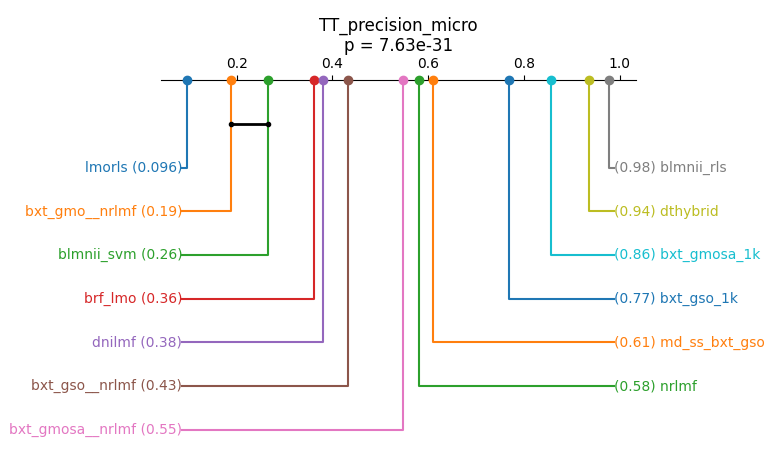 TT_precision_micro
p = 7.63e-31
0.2 0.4 0.6 0.8 1.0
lmorls (0.096)
(0.98) blmnii_rls
bxt_gmo__nrlmf (0.19)
(0.94) dthybrid
blmnii_svm (0.26)
(0.86) bxt_gmosa_1k
brf_lmo (0.36)
(0.77) bxt_gso_1k
dnilmf (0.38)
(0.61) md_ss_bxt_gso
bxt_gso__nrlmf (0.43)
(0.58) nrlmf
bxt_gmosa__nrlmf (0.55)